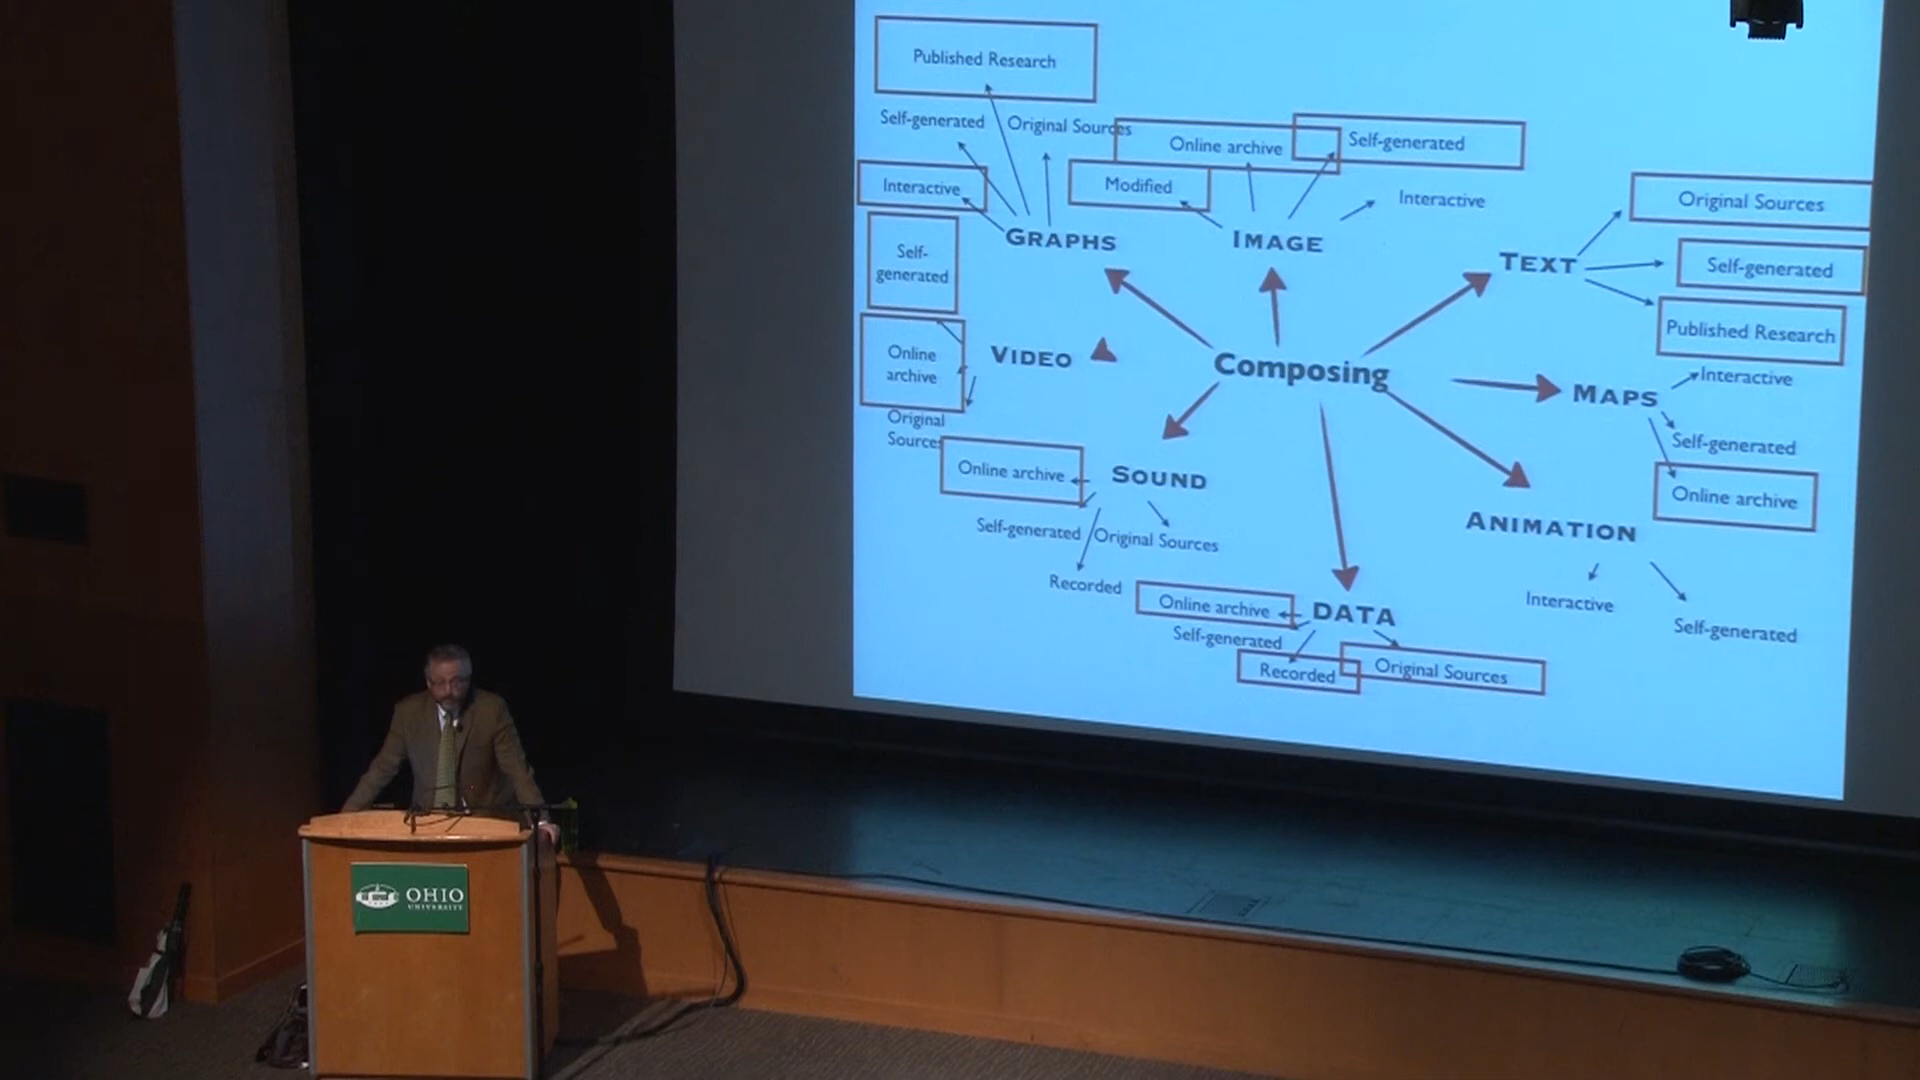 Published Research
Self-generated
Original Sources
Interactive
GRAPHS
Modified
Online archive
Self-generated
Interactive
IMAGE
TEXT
Original Sources
Self-generated
Published Research
Self-
generated
Online
archive
Original
Sources
VIDEO
Composing
MAPS
Interactive
Self-generated
Online archive
Online archive
SOUND
Self-generated
Original Sources
Recorded
ANIMATION
Interactive
Self-generated
Online archive
DATA
Self-generated
Recorded
Original Sources
OHIO
UNIVERSITY